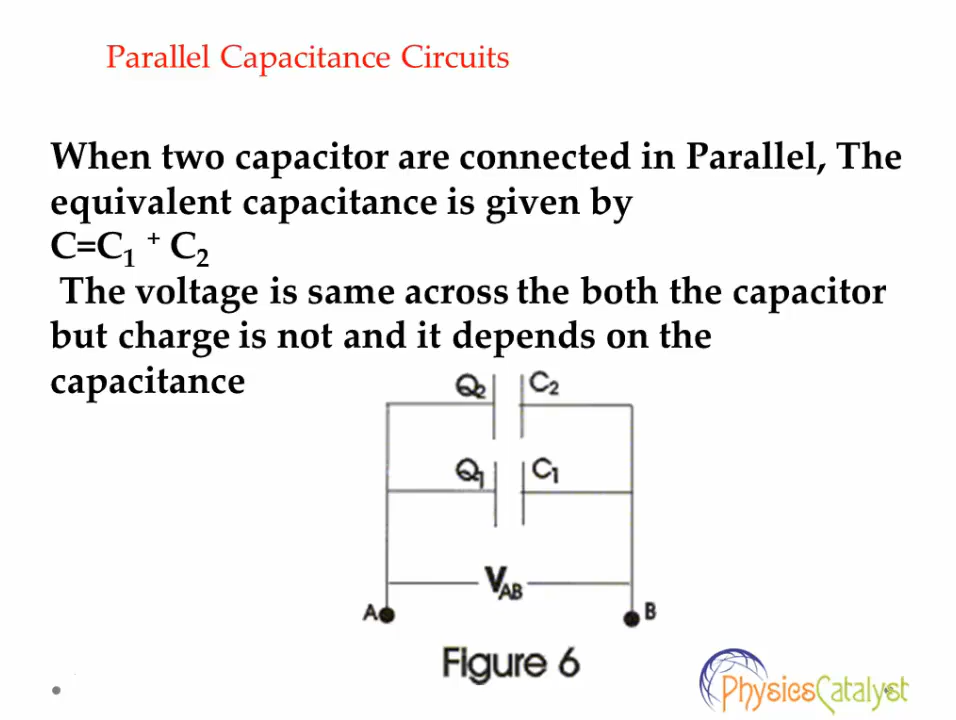 Parallel Capacitance Circuits
When two capacitor are connected in Parallel, The
equivalent capacitance is given by
C=C₁ + C₂
The voltage is same across the both the capacitor
but charge is not and it depends on the
capacitance
Q₂ C₂
Q₁ C₁
V_AB
A B
Figure 6
PhysicsCatalyst